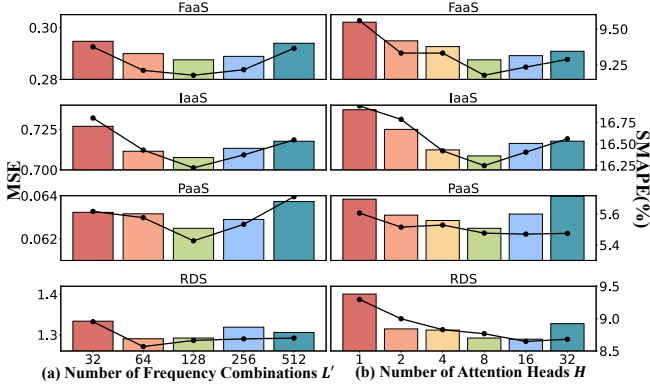 FaaS FaaS
0.30
0.28
9.50
9.25
IaaS IaaS
0.725
0.700
16.75
16.50
16.25
MSE
SMAPE(%)
PaaS PaaS
0.064
0.062
5.6
5.4
RDS RDS
1.4
1.3
9.5
9.0
8.5
8.0
32 64 128 256 512
1 2 4 8 16 32
(a) Number of Frequency Combinations L′ (b) Number of Attention Heads H